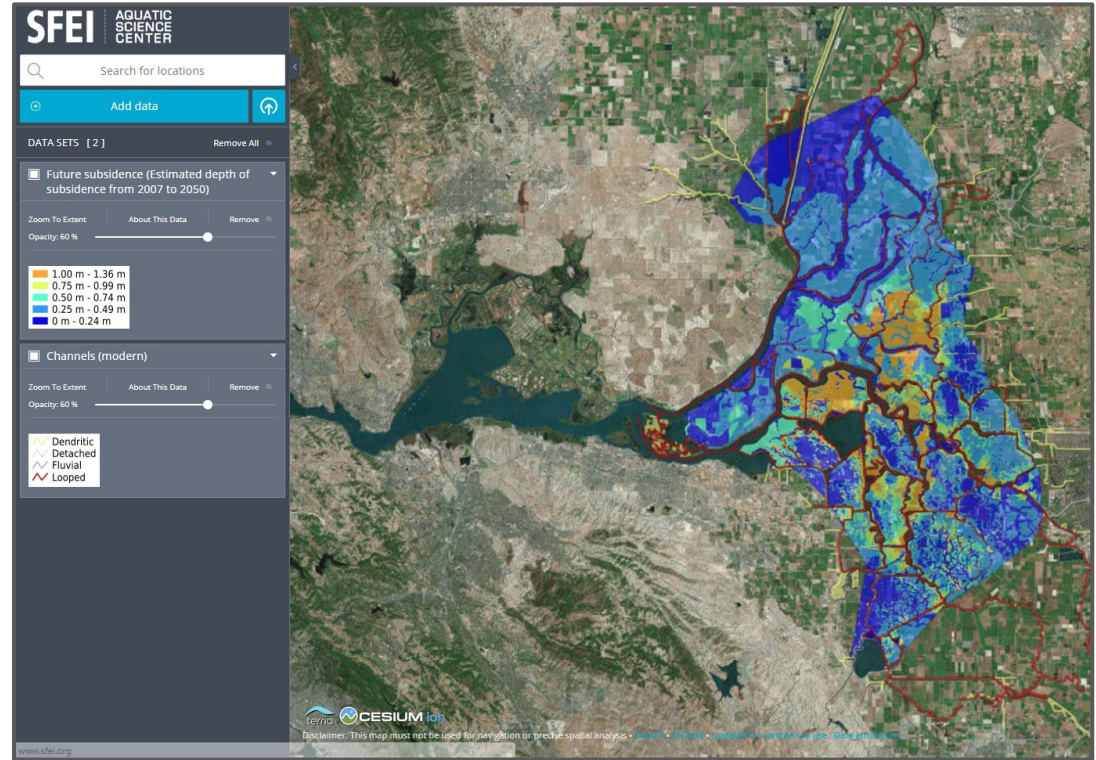 SFEI
AQUATIC
SCIENCE
CENTER
Search for locations
Add data
DATA SETS [ 2 ]
Remove All
Future subsidence (Estimated depth of
subsidence from 2007 to 2050)
Zoom To Extent
About This Data
Remove
Opacity: 60 %
1.00 m - 1.36 m
0.75 m - 0.99 m
0.50 m - 0.74 m
0.25 m - 0.49 m
0 m - 0.24 m
Channels (modern)
Zoom To Extent
About This Data
Remove
Opacity: 60 %
Dendritic
Detached
Fluvial
Looped
terria
CESIUM ion
Disclaimer. This map must not be used for navigation or precise spatial analysis
www.sfei.org